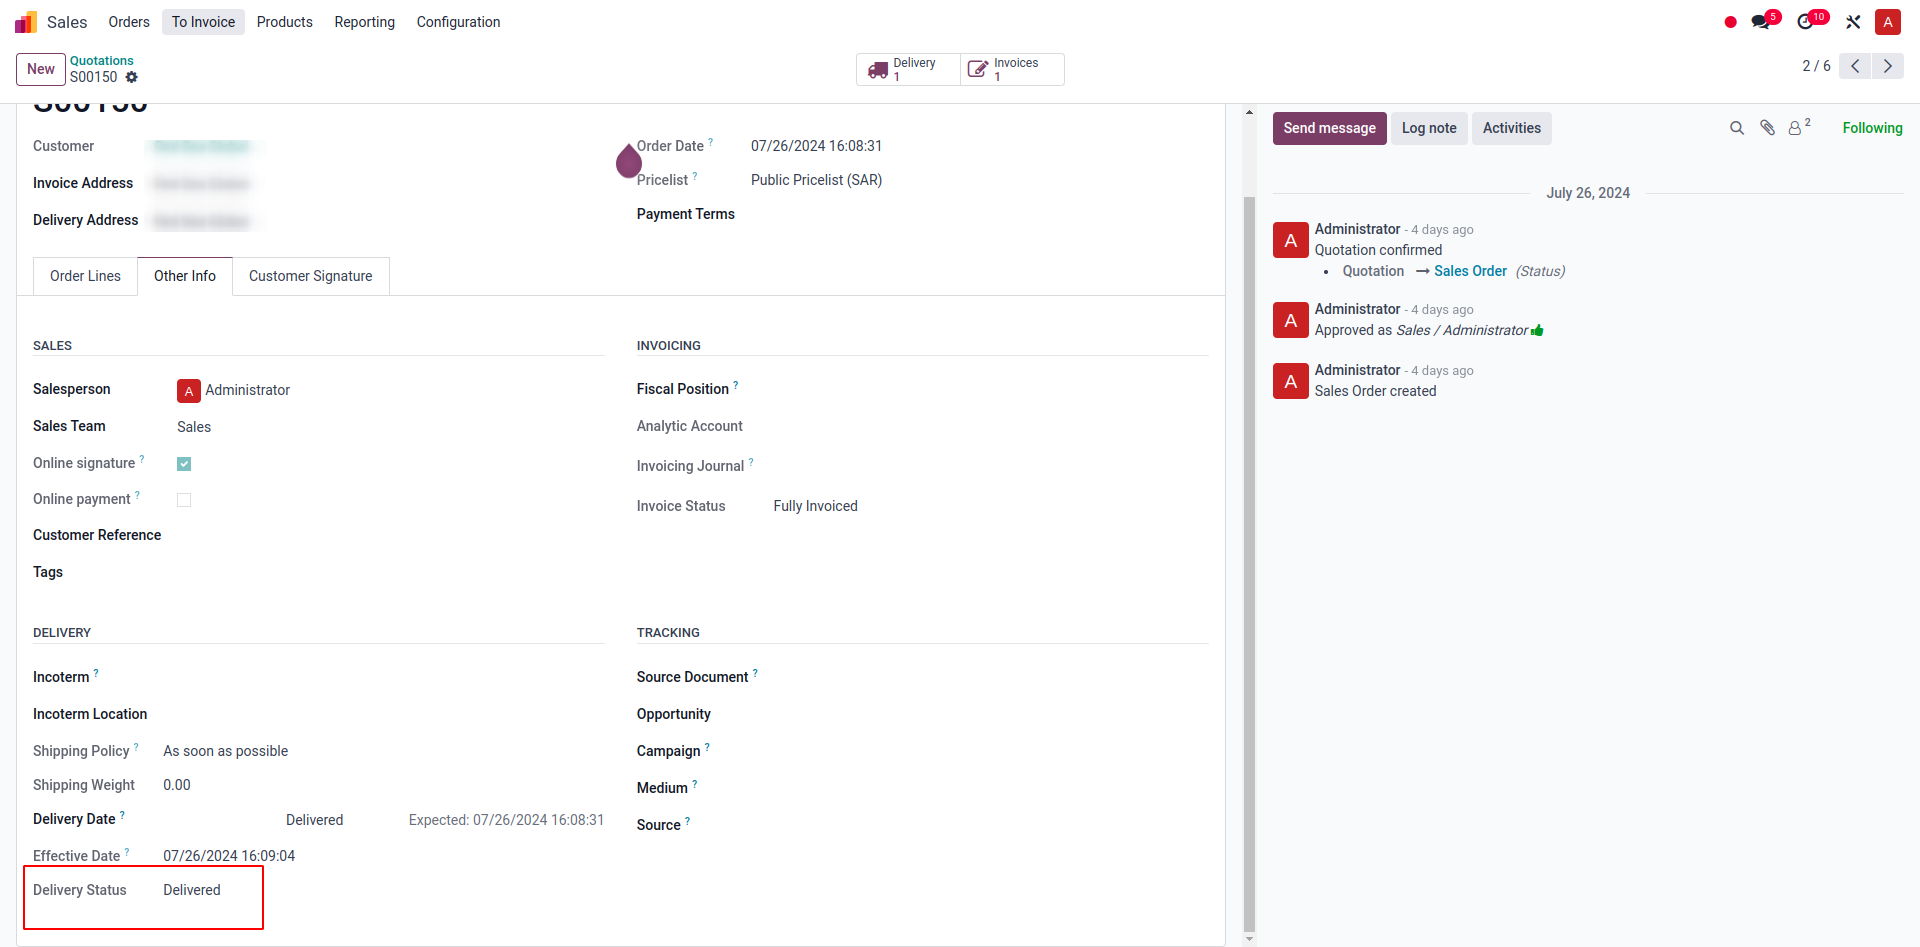 Sales Orders To Invoice Products Reporting Configuration 5 10 A
New Quotations
S00150
Delivery
1
Invoices
1
2 / 6
S00150
Customer
Invoice Address
Delivery Address
Order Date ? 07/26/2024 16:08:31
Pricelist ? Public Pricelist (SAR)
Payment Terms
Order Lines Other Info Customer Signature
SALES
Salesperson A Administrator
Sales Team Sales
Online signature ?
Online payment ?
Customer Reference
Tags
INVOICING
Fiscal Position ?
Analytic Account
Invoicing Journal ?
Invoice Status Fully Invoiced
DELIVERY
Incoterm ?
Incoterm Location
Shipping Policy ? As soon as possible
Shipping Weight 0.00
Delivery Date ? Delivered Expected: 07/26/2024 16:08:31
Effective Date ? 07/26/2024 16:09:04
Delivery Status Delivered
TRACKING
Source Document ?
Opportunity
Campaign ?
Medium ?
Source ?
Send message Log note Activities 2 Following
July 26, 2024
A Administrator - 4 days ago
Quotation confirmed
• Quotation → Sales Order (Status)
A Administrator - 4 days ago
Approved as Sales / Administrator
A Administrator - 4 days ago
Sales Order created